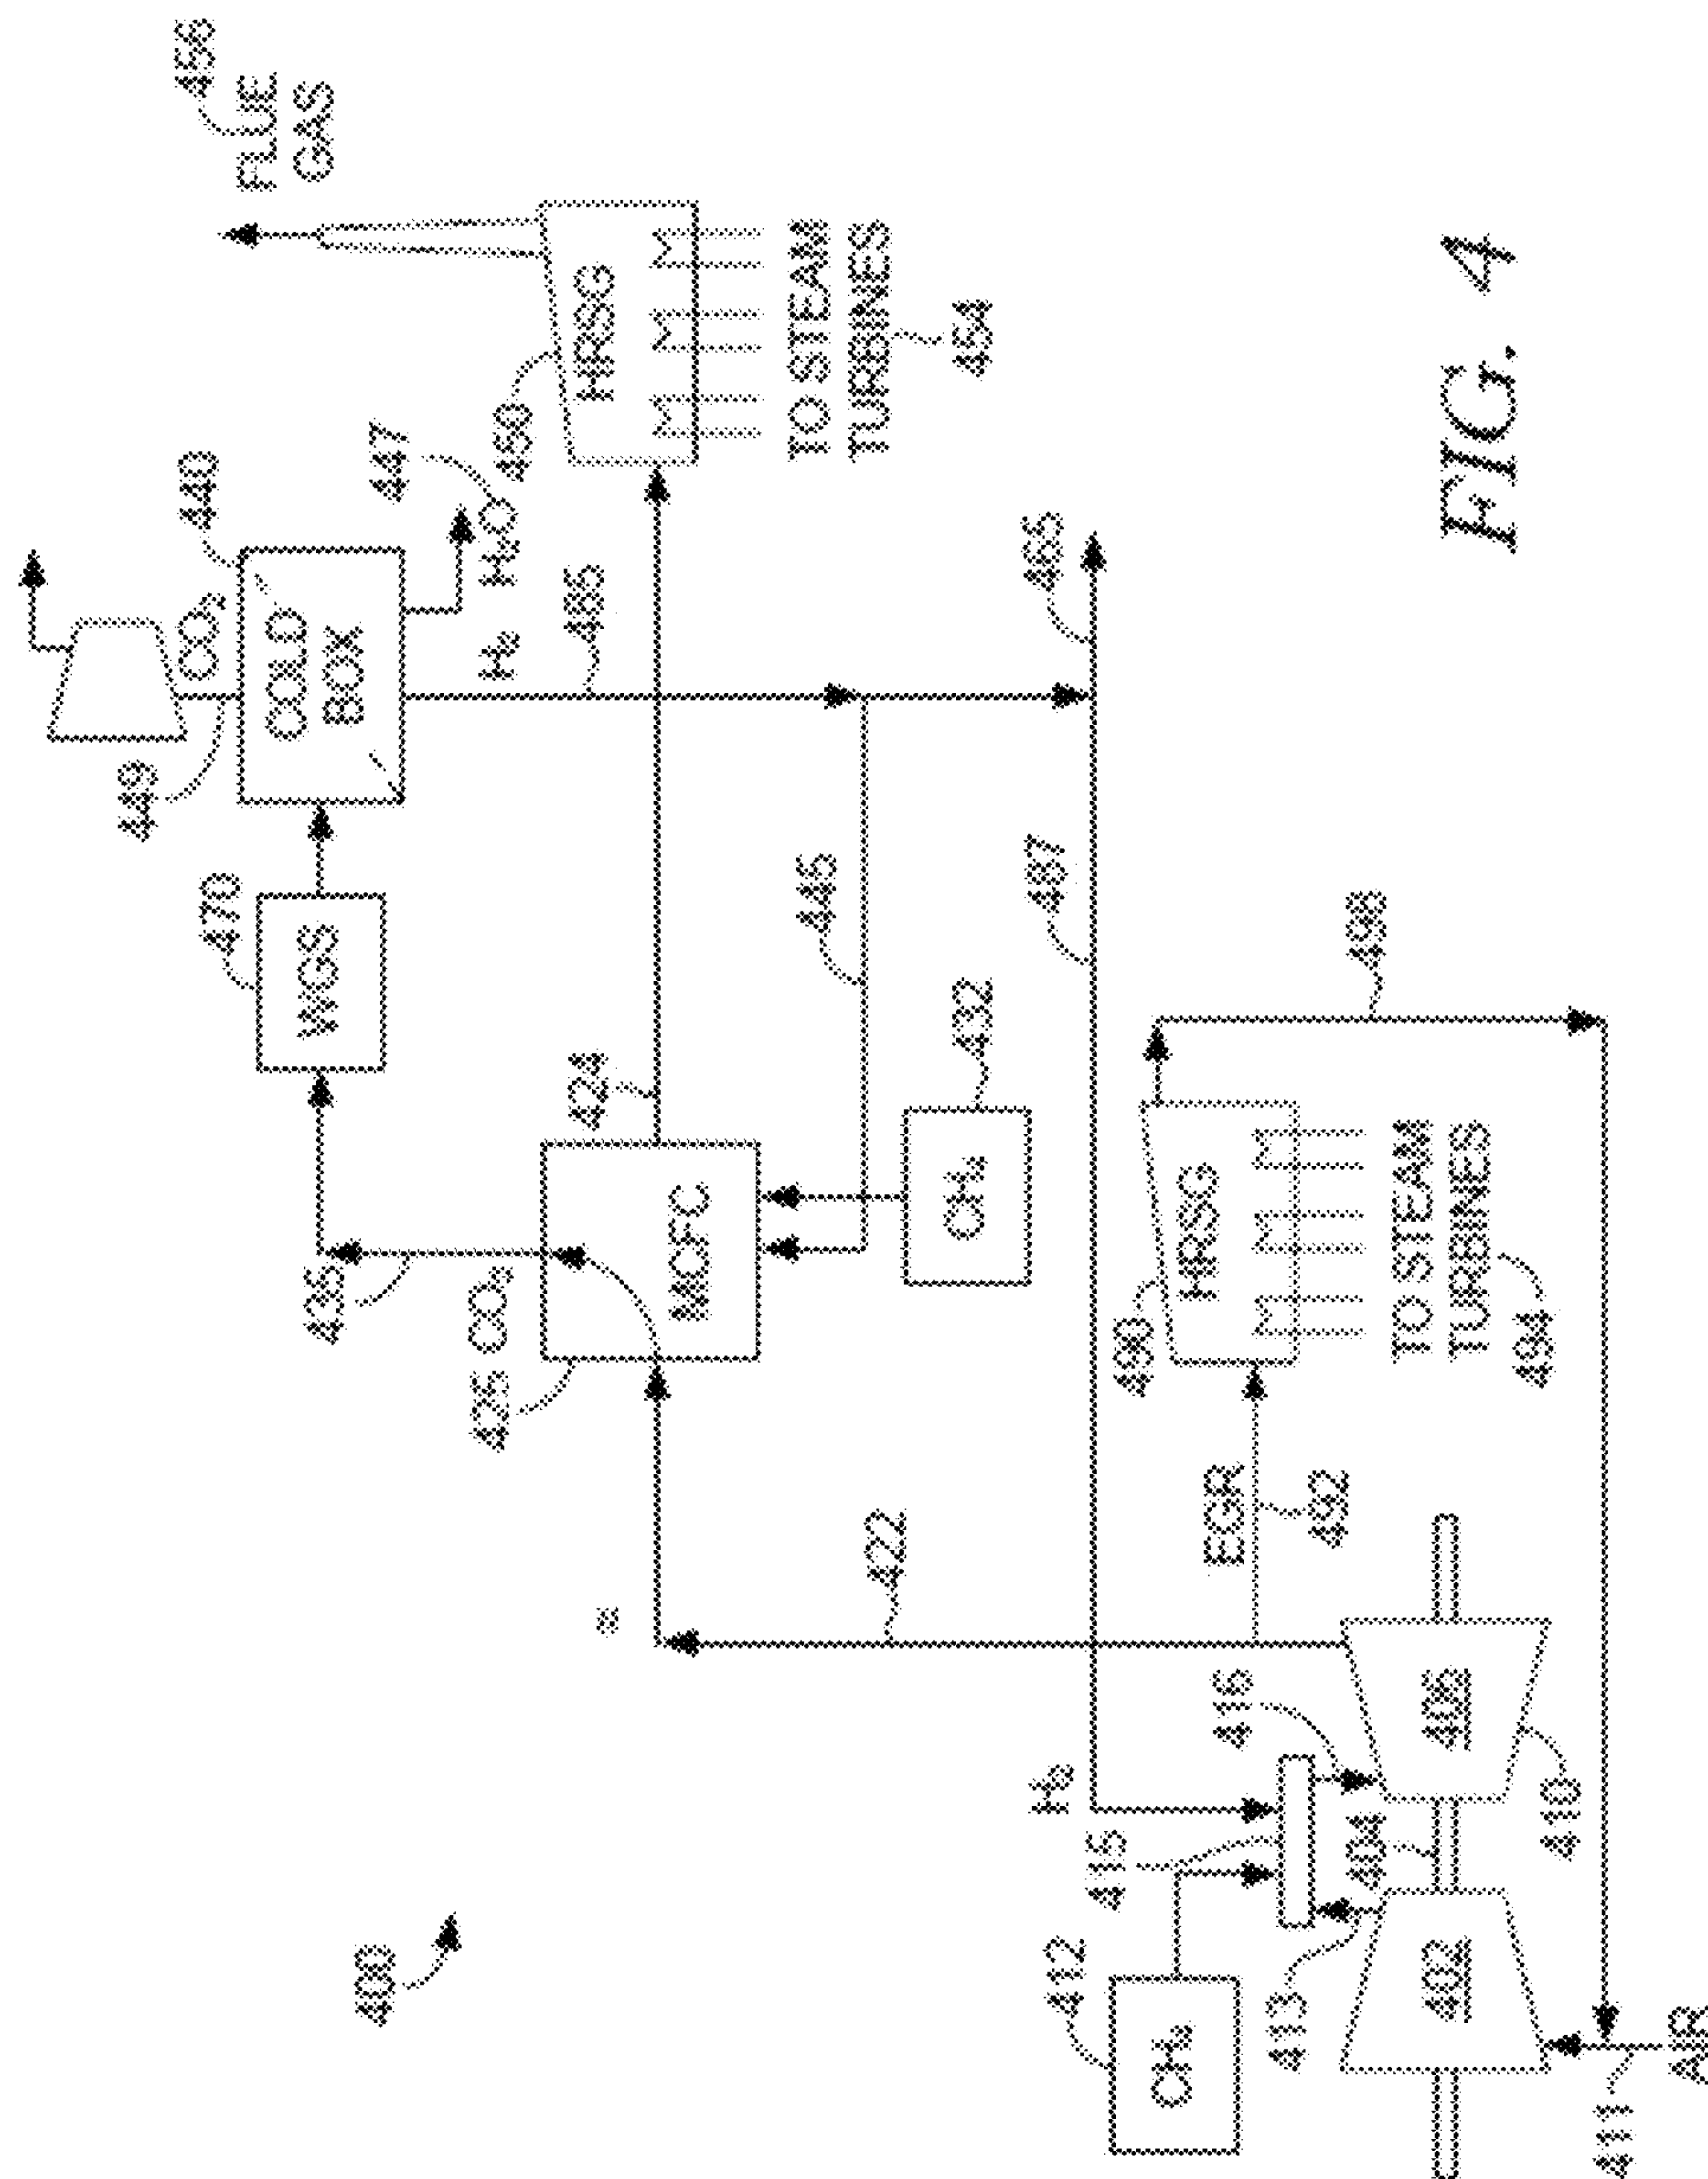 456
FLUE
GAS
440
CO₂
449
470
COLD
BOX
WGS
400
436
447
H₂O
H₂
450
425
CO₂
485
424
HRSG
MCFC
TO STEAM
TURBINES
454
445
422
432
CH₄
465
487
H₂
412
415
CH₄
490
HRSG
EGR
416
413
492
404
498
402
406
TO STEAM
TURBINES
494
410
411
AIR
FIG. 4